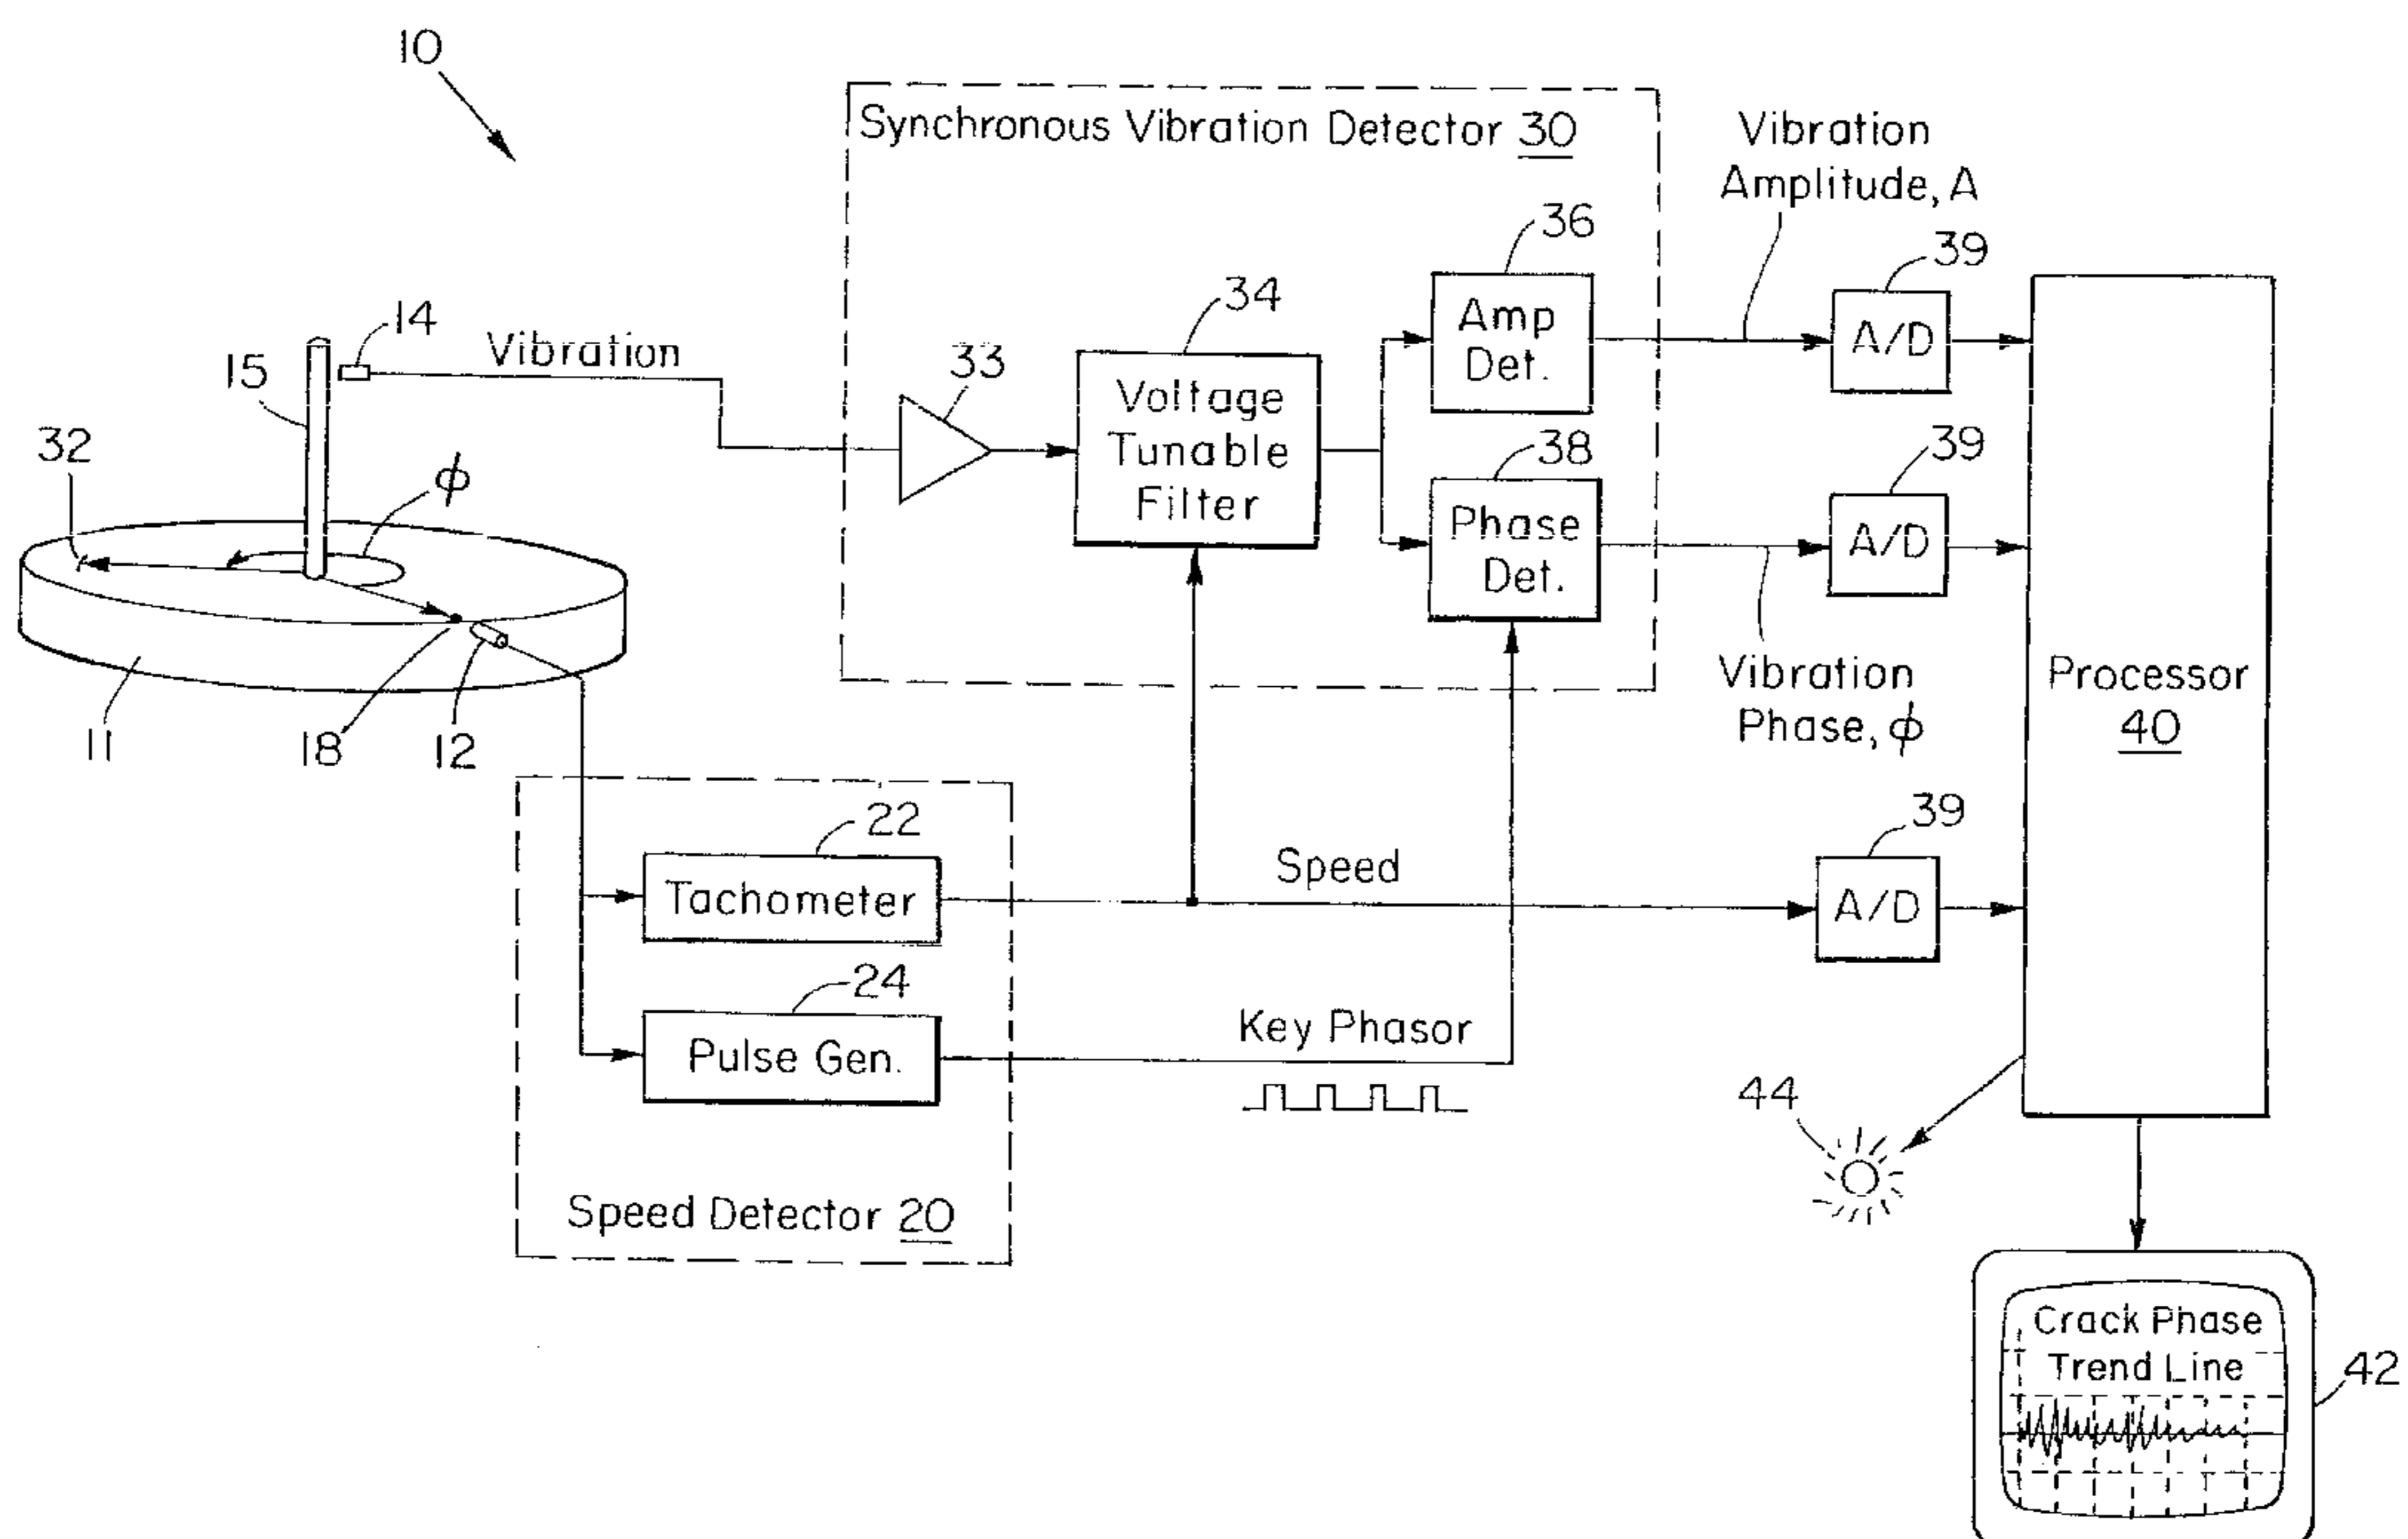 10
Synchronous Vibration Detector 30
Vibration
Amplitude, A
36
39
34
14
Amp
Det.
A/D
Vibration
33
15
Voltage
Tunable
Filter
32
ϕ
38
39
Phase
Det.
A/D
Vibration
Phase, ϕ
Processor
40
11
18
12
22
39
Tachometer
Speed
A/D
24
Key Phasor
Pulse Gen.
44
Speed Detector 20
Crack Phase
Trend Line
42